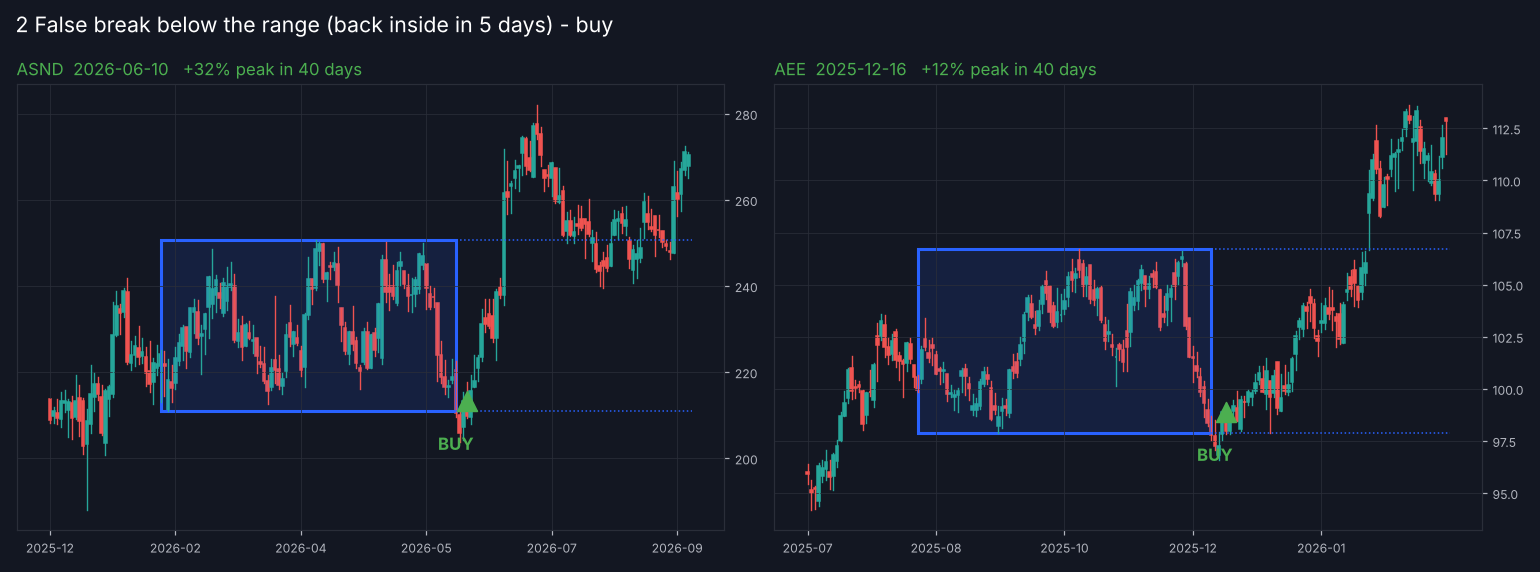 2 False break below the range (back inside in 5 days) - buy
ASND 2026-06-10 +32% peak in 40 days
280
260
240
220
200
BUY
2025-12 2026-02 2026-04 2026-05 2026-07 2026-09
AEE 2025-12-16 +12% peak in 40 days
112.5
110.0
107.5
105.0
102.5
100.0
97.5
95.0
BUY
2025-07 2025-08 2025-10 2025-12 2026-01